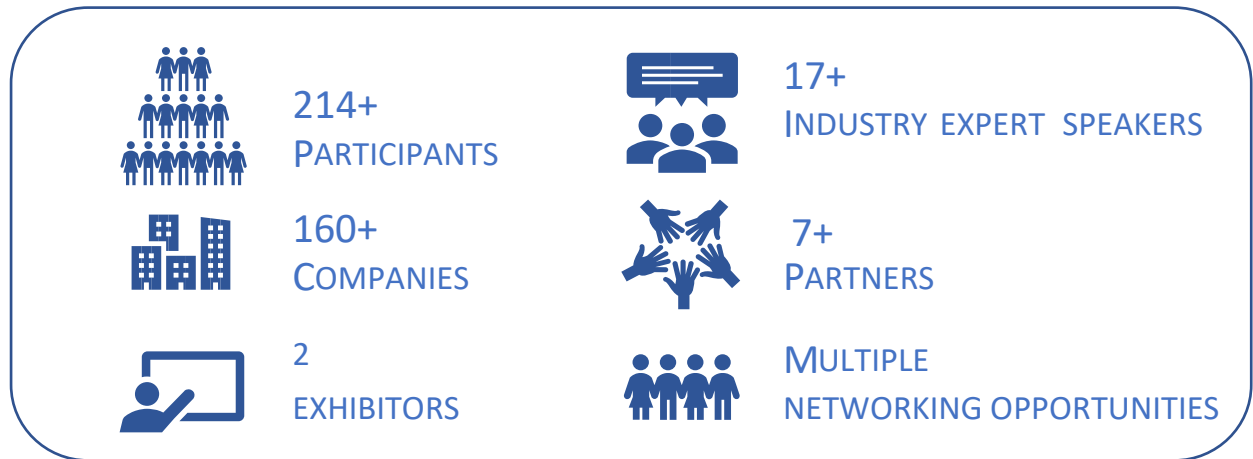 214+
PARTICIPANTS
160+
COMPANIES
2
EXHIBITORS
17+
INDUSTRY EXPERT SPEAKERS
7+
PARTNERS
MULTIPLE
NETWORKING OPPORTUNITIES